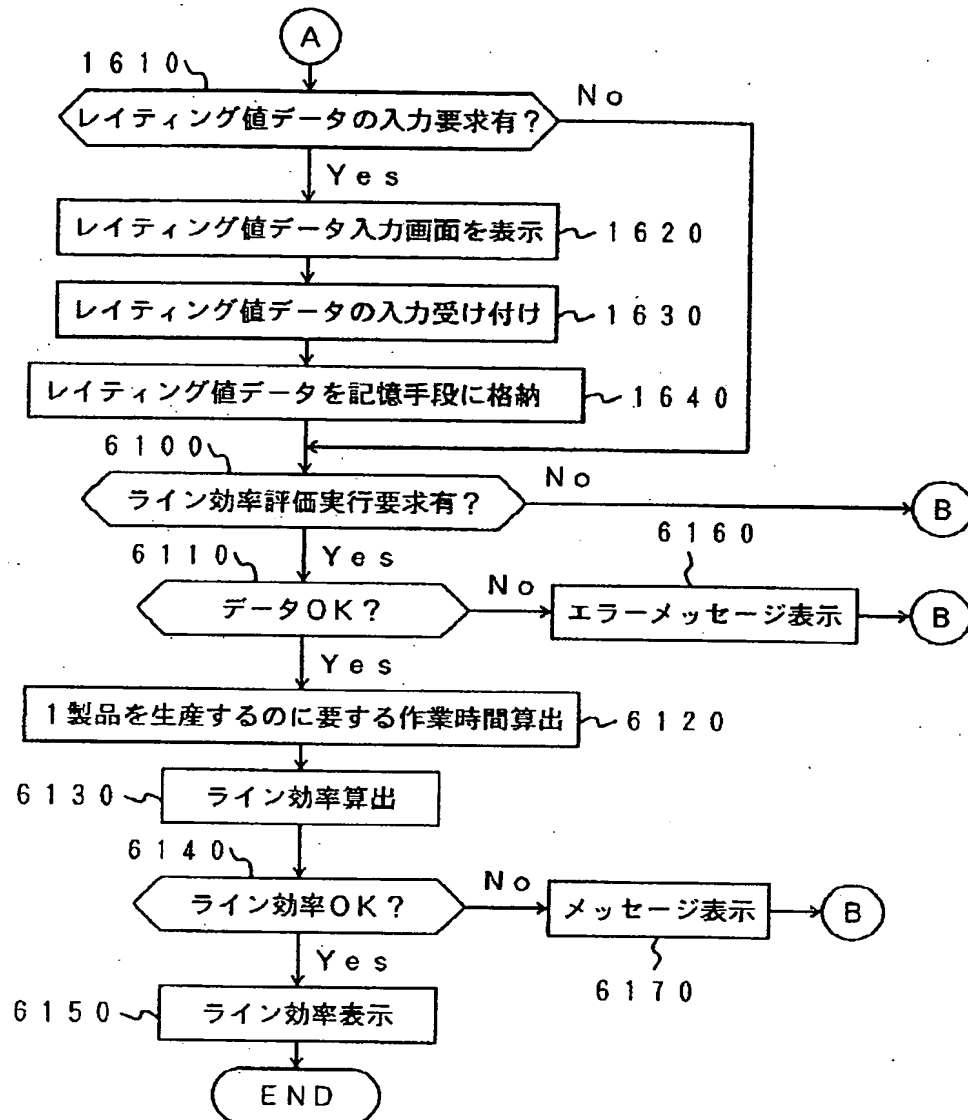 A
1610
レイティング値データの入力要求有？
No
Yes
レイティング値データ入力画面を表示
1620
レイティング値データの入力受け付け
1630
レイティング値データを記憶手段に格納
1640
6100
ライン効率評価実行要求有？
No
B
Yes
6110
データOK？
No
6160
エラーメッセージ表示
B
Yes
1製品を生産するのに要する作業時間算出
6120
6130
ライン効率算出
6140
ライン効率OK？
No
メッセージ表示
B
6170
Yes
6150
ライン効率表示
END